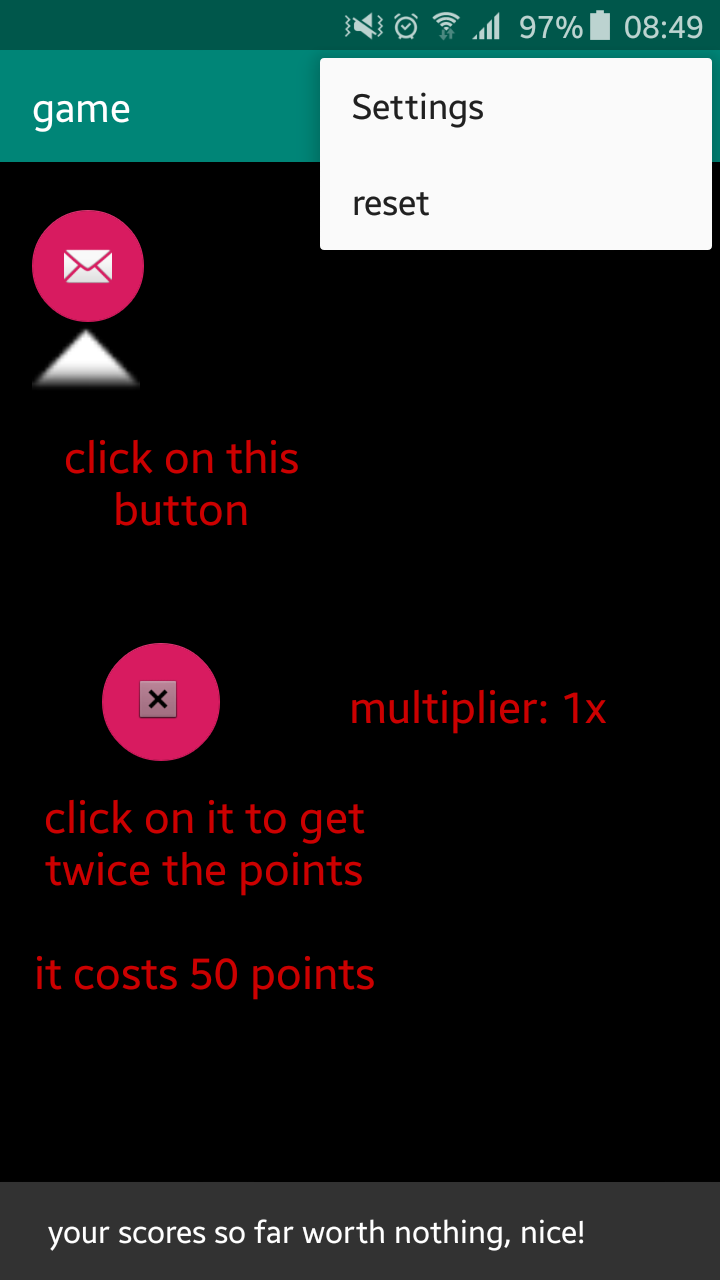 97% 08:49
game
Settings
reset
click on this
button
multiplier: 1x
click on it to get
twice the points
it costs 50 points
your scores so far worth nothing, nice!